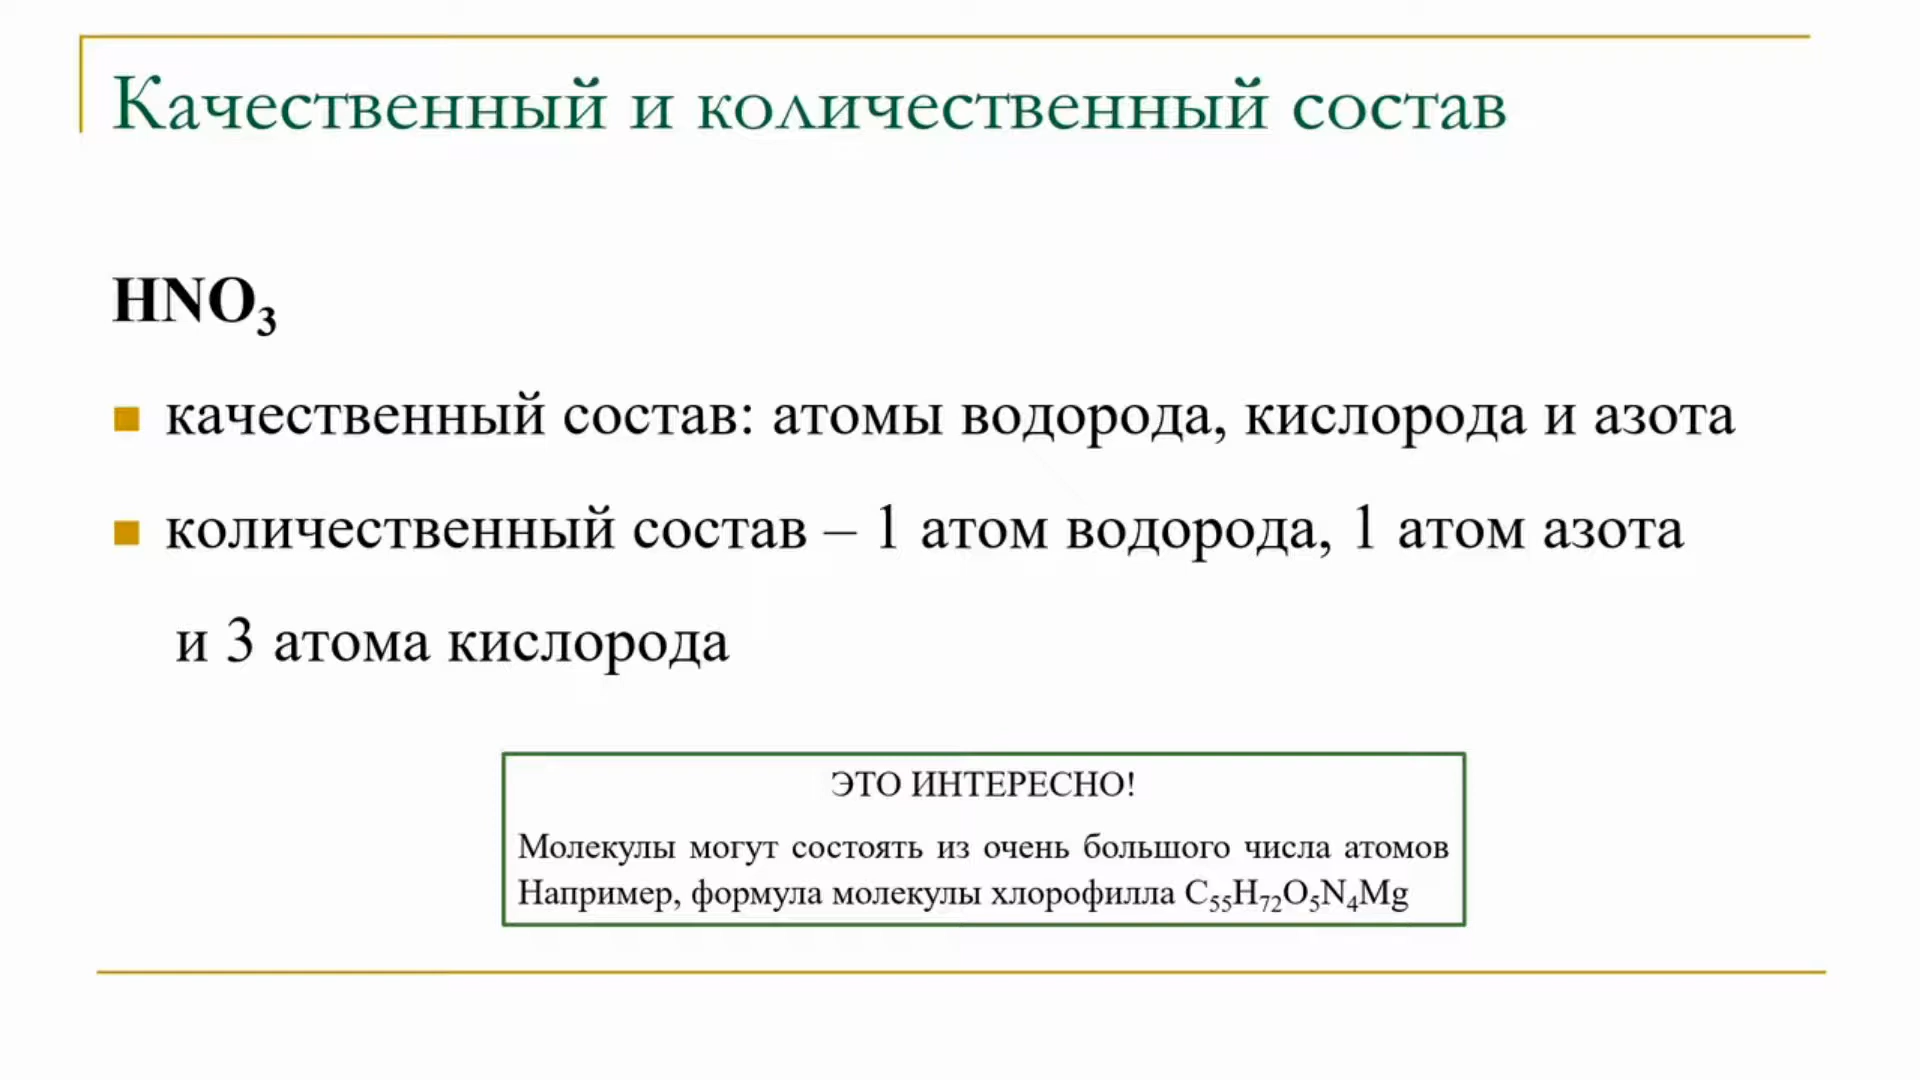 Качественный и количественный состав
HNO₃
качественный состав: атомы водорода, кислорода и азота
количественный состав – 1 атом водорода, 1 атом азота
и 3 атома кислорода
ЭТО ИНТЕРЕСНО!
Молекулы могут состоять из очень большого числа атомов
Например, формула молекулы хлорофилла C₅₅H₇₂O₅N₄Mg